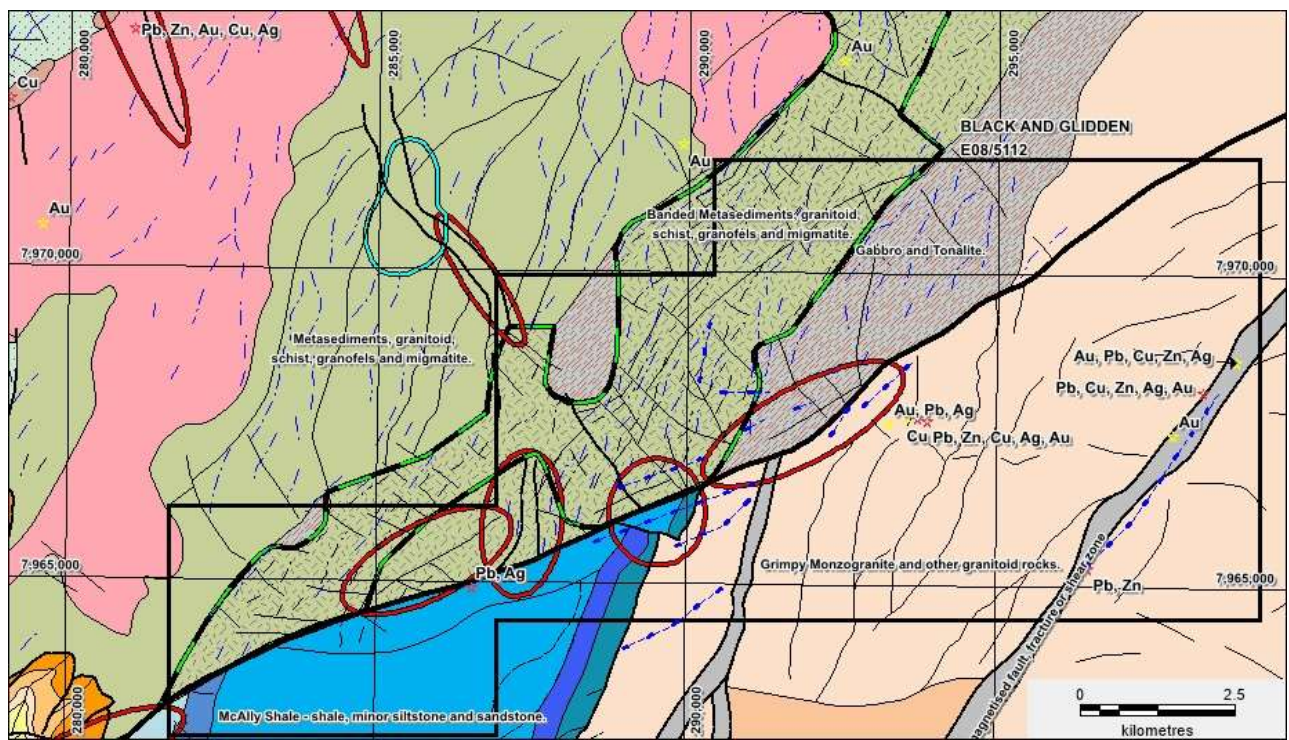 Pb, Zn, Au, Cu, Ag
280,000
285,000
290,000
295,000
Au
Cu
BLACK AND GLIDDEN
E08/5112
Au
Au
Banded Metasediments, granitoid,
schist, granofels and migmatite.
Gabbro and Tonalite.
7,970,000
7,970,000
Metasediments, granitoid,
schist, granofels and migmatite.
Au, Pb, Cu, Zn, Ag
Pb, Cu, Zn, Ag, Au
Au, Pb, Ag
Au
Cu Pb, Zn, Cu, Ag, Au
7,965,000
Pb, Ag
Grimpy Monzogranite and other granitoid rocks.
7,965,000
Pb, Zn
agnetised fault, fracture or shear zone
280,000
290,000
McAlly Shale - shale, minor siltstone and sandstone.
0 2.5
kilometres